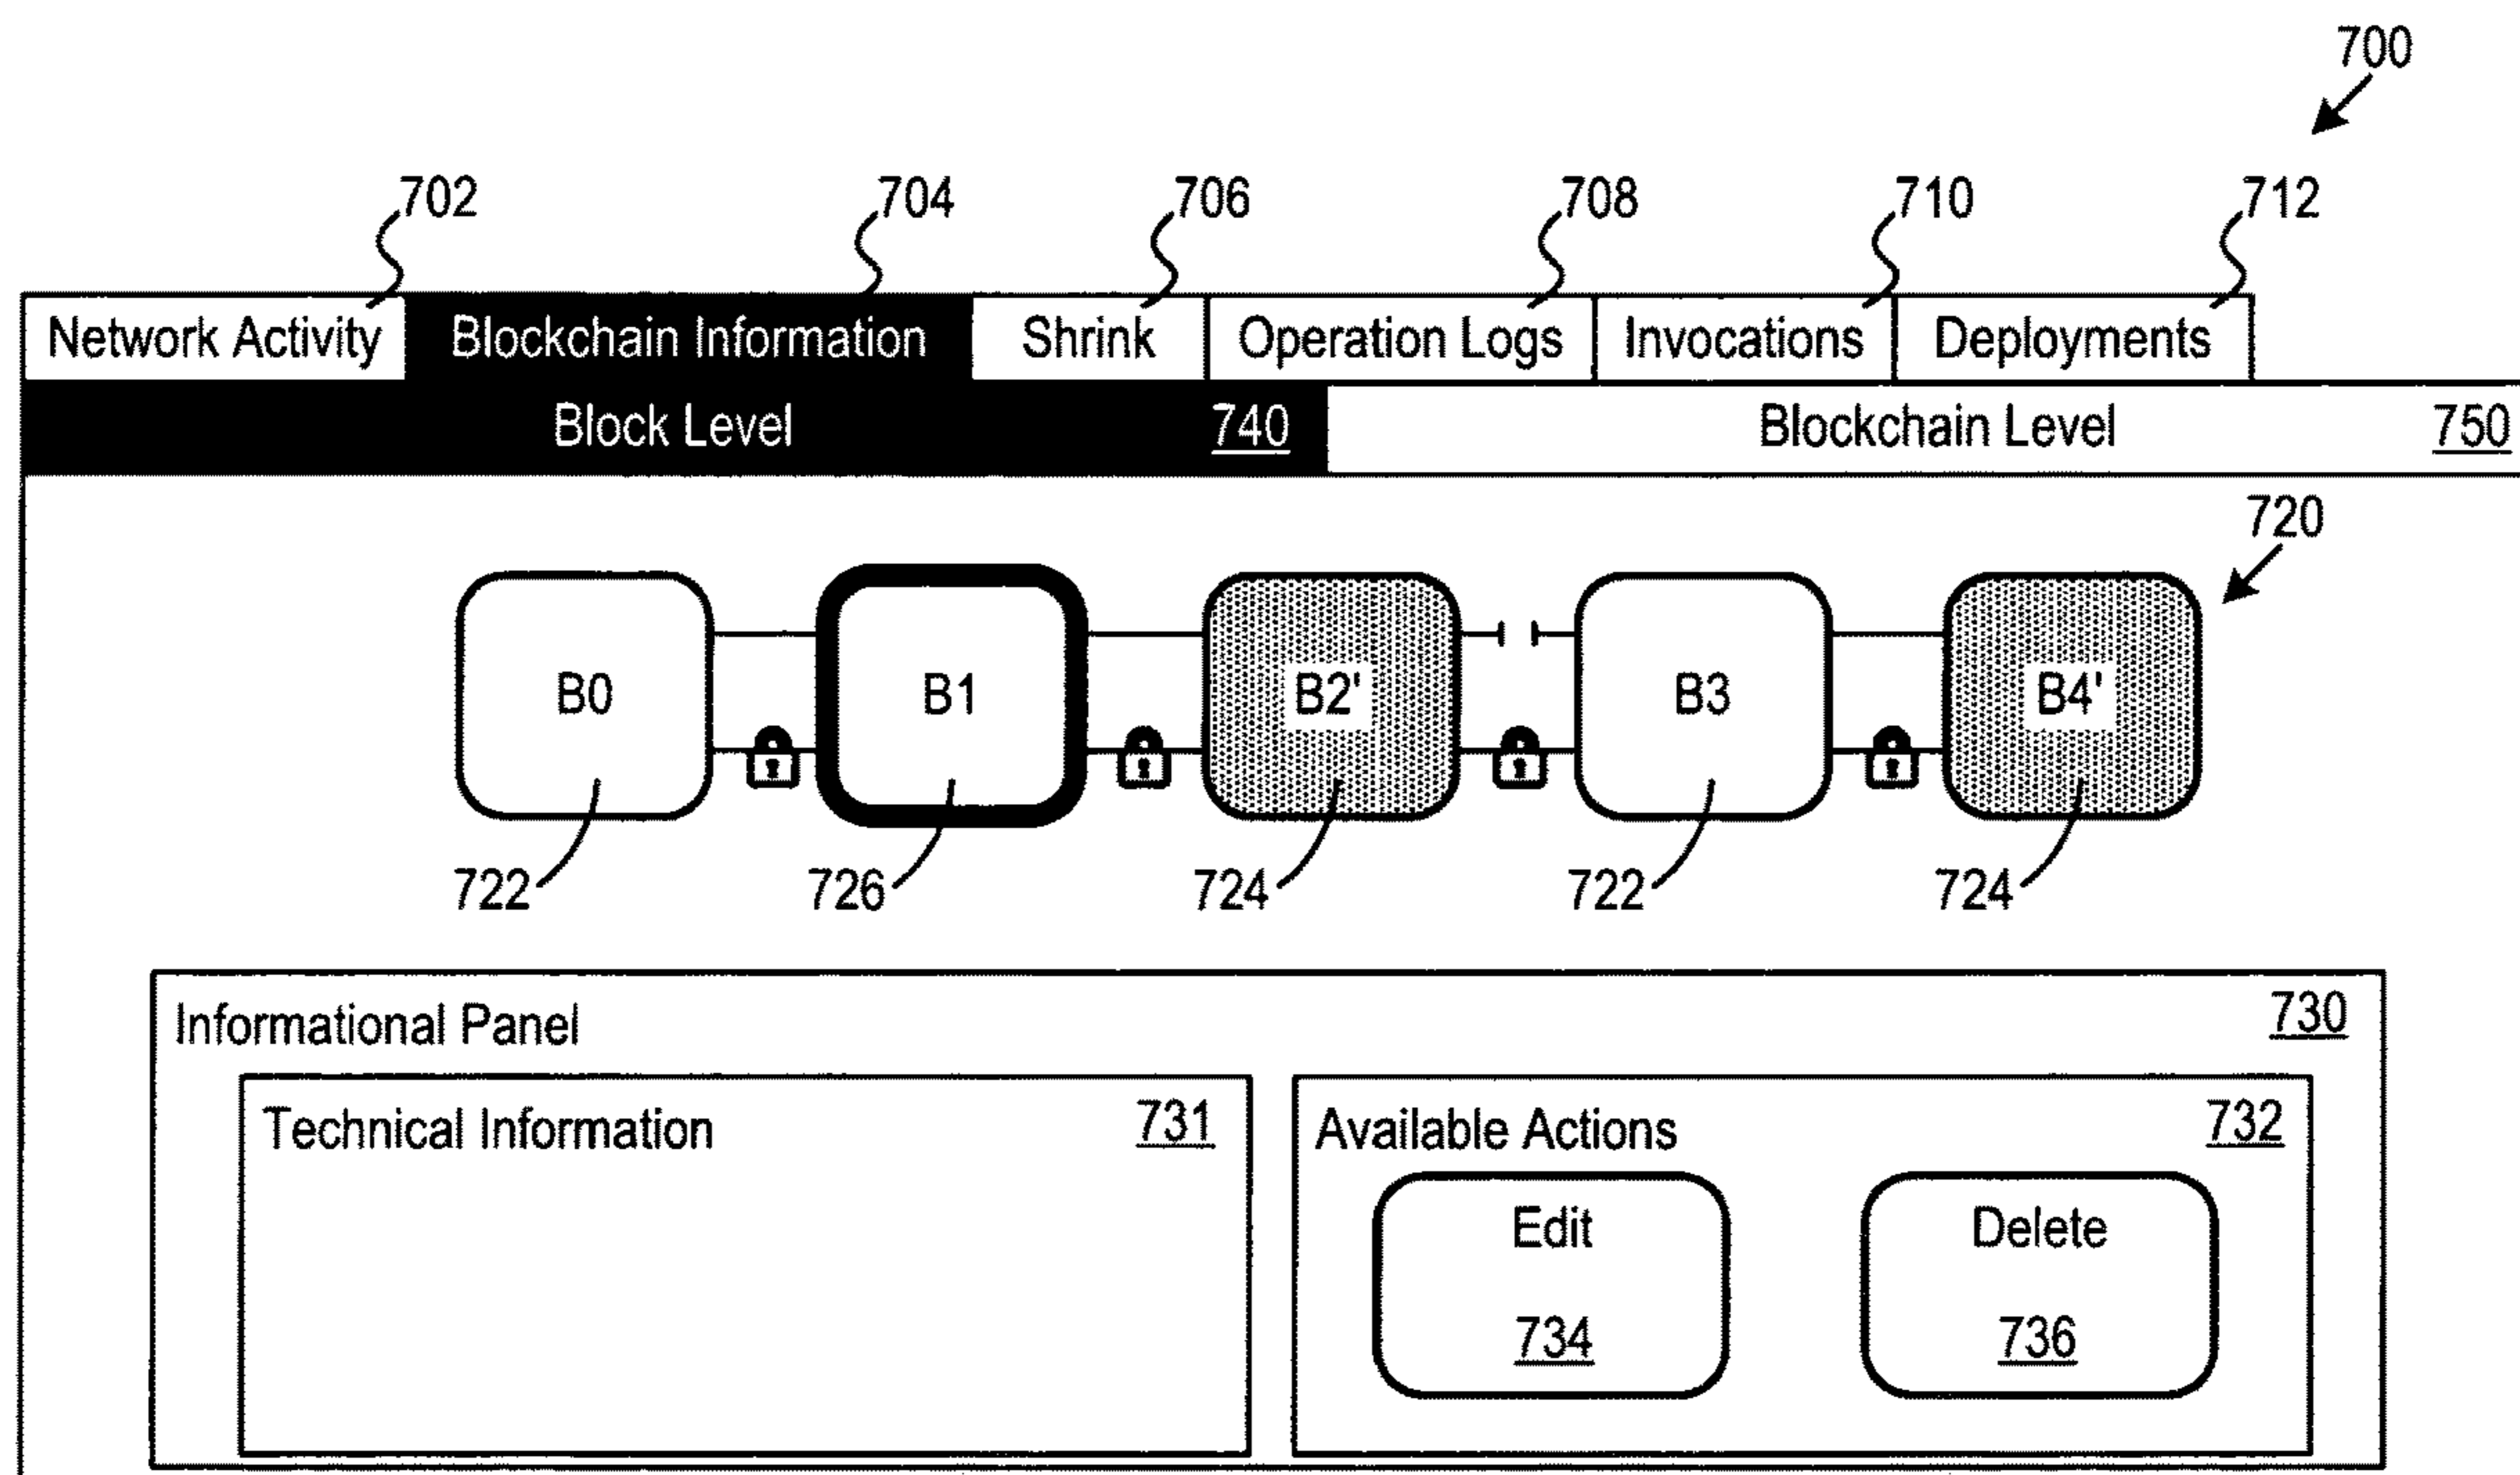 700
702 704 706 708 710 712
Network Activity Blockchain Information Shrink Operation Logs Invocations Deployments
Block Level 740 Blockchain Level 750
720
B0 B1 B2' B3 B4'
722 726 724 722 724
Informational Panel 730
Technical Information 731 Available Actions 732
Edit Delete
734 736